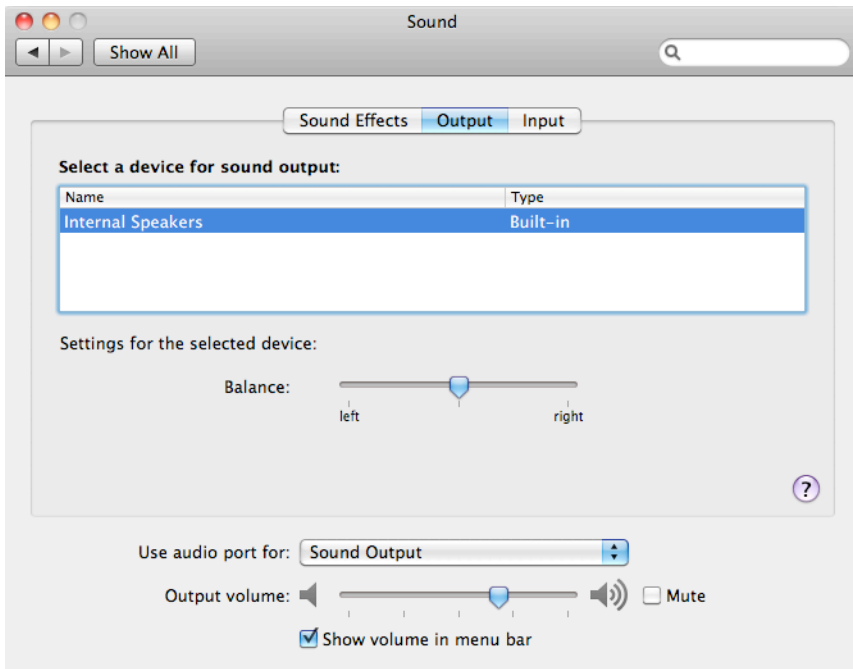 Sound
Show All
Sound Effects Output Input
Select a device for sound output:
Name Type
Internal Speakers Built-in
Settings for the selected device:
Balance:
left right
?
Use audio port for: Sound Output
Output volume: Mute
Show volume in menu bar